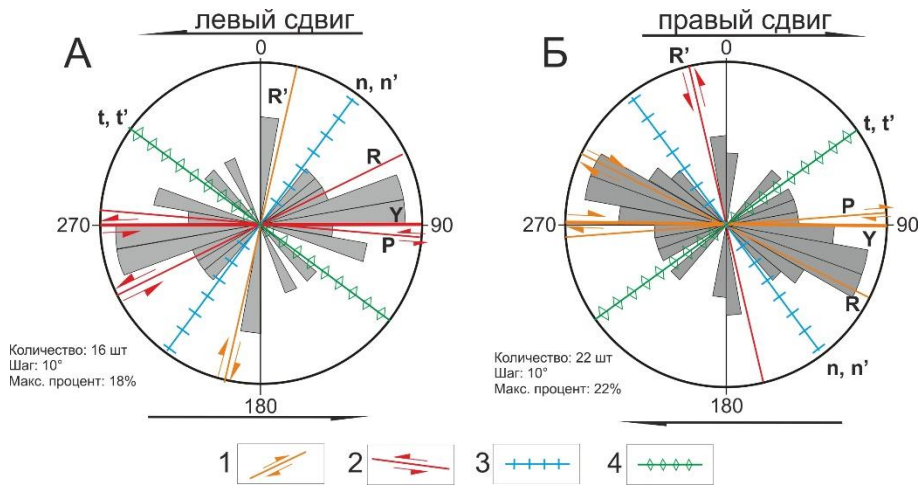 левый сдвиг
А
0
R'
n, n'
t, t'
R
270
Y
90
P
Количество: 16 шт
Шаг: 10°
Макс. процент: 18%
180
правый сдвиг
Б
0
R'
t, t'
P
270
90
Y
R
Количество: 22 шт
Шаг: 10°
Макс. процент: 22%
n, n'
180
1
2
3
4